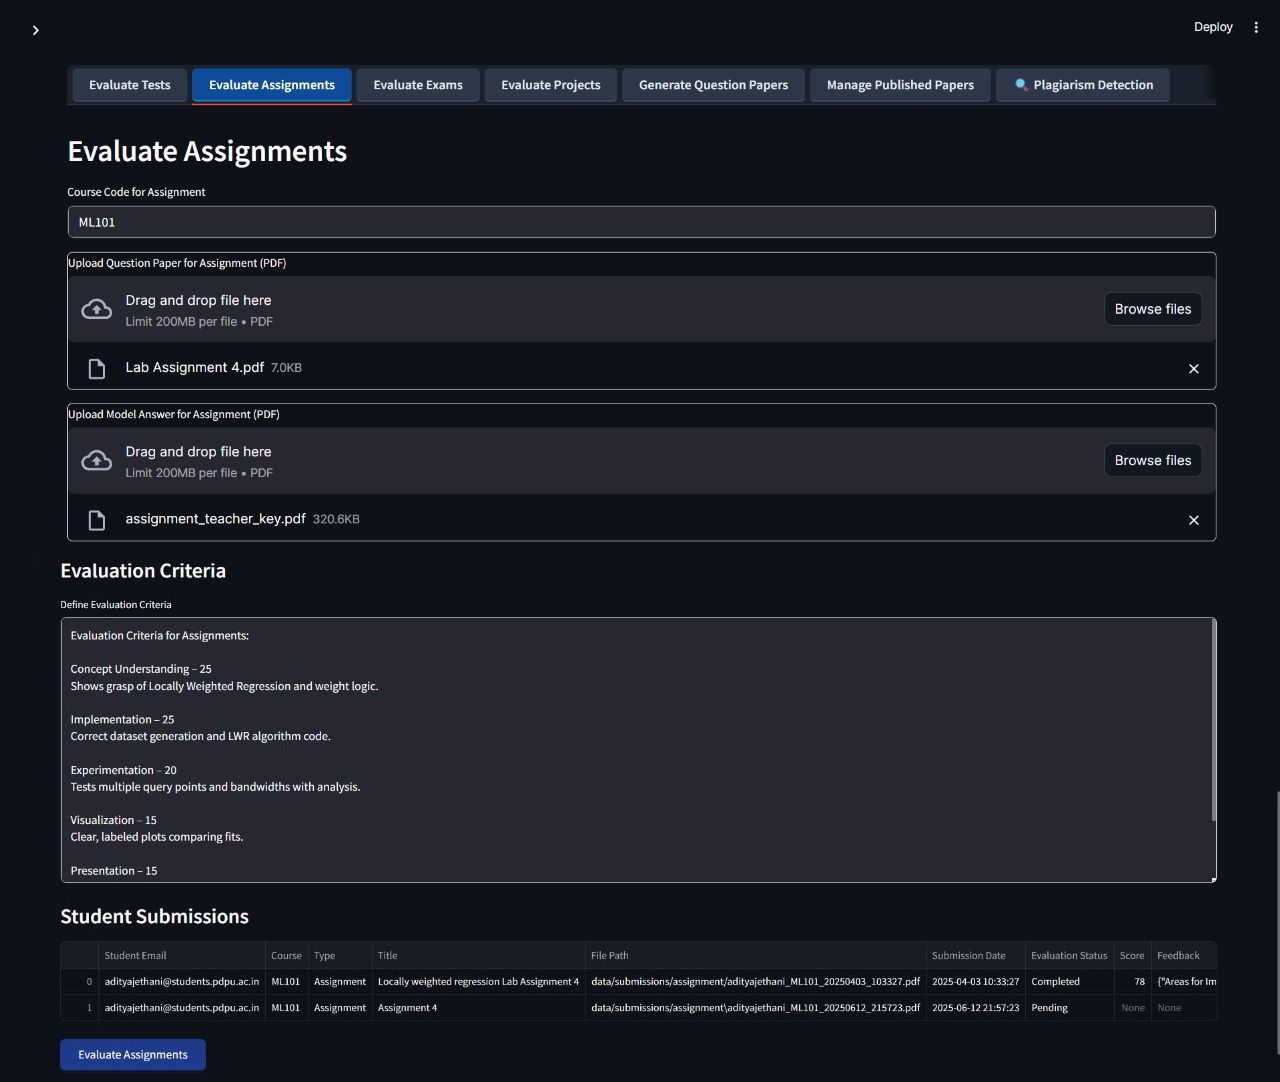 Deploy
Evaluate Tests
Evaluate Assignments
Evaluate Exams
Evaluate Projects
Generate Question Papers
Manage Published Papers
🔍 Plagiarism Detection
Evaluate Assignments
Course Code for Assignment
ML101
Upload Question Paper for Assignment (PDF)
Drag and drop file here
Limit 200MB per file • PDF
Browse files
Lab Assignment 4.pdf 7.0KB
Upload Model Answer for Assignment (PDF)
Drag and drop file here
Limit 200MB per file • PDF
Browse files
assignment_teacher_key.pdf 320.6KB
Evaluation Criteria
Define Evaluation Criteria
Evaluation Criteria for Assignments:
Concept Understanding – 25
Shows grasp of Locally Weighted Regression and weight logic.
Implementation – 25
Correct dataset generation and LWR algorithm code.
Experimentation – 20
Tests multiple query points and bandwidths with analysis.
Visualization – 15
Clear, labeled plots comparing fits.
Presentation – 15
Student Submissions
Student Email Course Type Title File Path Submission Date Evaluation Status Score Feedback
0 adityajethani@students.pdpu.ac.in ML101 Assignment Locally weighted regression Lab Assignment 4 data/submissions/assignment/adityajethani_ML101_20250403_103327.pdf 2025-04-03 10:33:27 Completed 78 {"Areas for Im
1 adityajethani@students.pdpu.ac.in ML101 Assignment Assignment 4 data/submissions/assignment\adityajethani_ML101_20250612_215723.pdf 2025-06-12 21:57:23 Pending None None
Evaluate Assignments